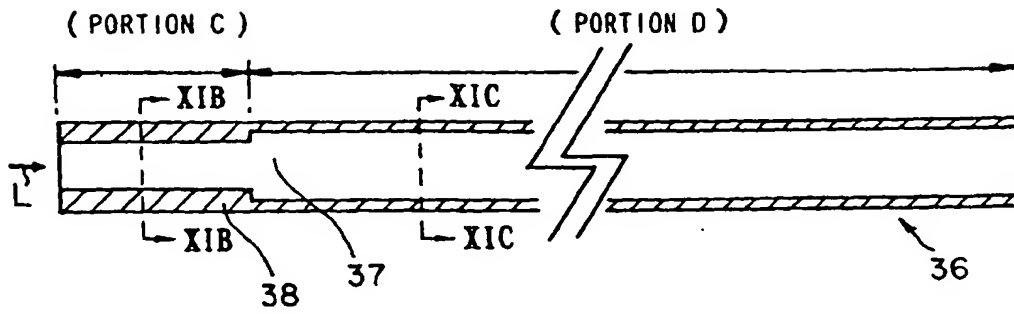 ( PORTION C ) ( PORTION D )
XIB XIC
L
XIB XIC
37
38
36